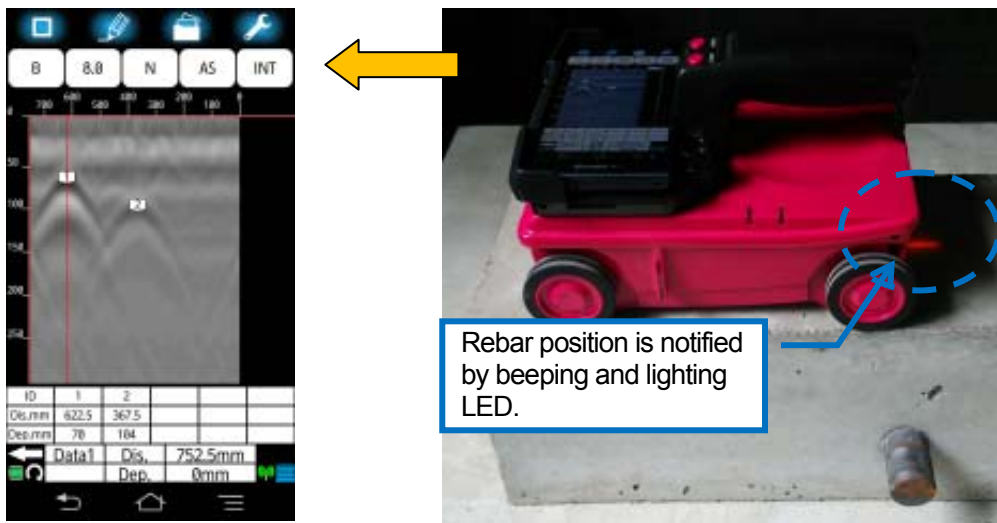 B 8.0 N AS INT
700 600 500 400 300 200 100 0
0
50
100
150
200
250
1
2
ID 1 2
Dis.mm 622.5 367.5
Dep.mm 70 104
Data1 Dis. 752.5mm
Dep. 0mm
Rebar position is notified
by beeping and lighting
LED.